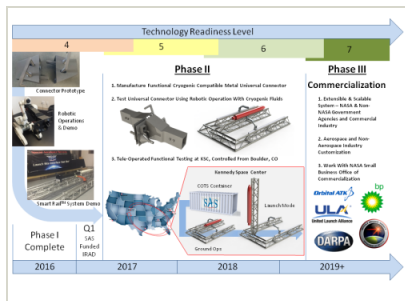 Technology Readiness Level
4
5
6
7
Connector Prototype
Robotic
Operations
& Demo
Smart Rail™ System Demo
Phase I
Complete
Q1
SAS
Funded
IRAD
Phase II
1. Manufacture Functional Cryogenic Compatible Metal Universal Connector
2. Test Universal Connector Using Robotic Operation With Cryogenic Fluids
3. Tele-Operated Functional Testing at KSC, Controlled From Boulder, CO
Kennedy Space Center
COTS Container
SAS
Launch Mode
Ground Ops
Phase III
Commercialization
1. Extensible & Scalable
System – NASA & Non-
NASA Government
Agencies and Commercial
Industry
2. Aerospace and Non-
Aerospace Industry
Customization
3. Work With NASA Small
Business Office of
Commercialization
Orbital ATK
bp
ULA
United Launch Alliance
DARPA
2016
2017
2018
2019+